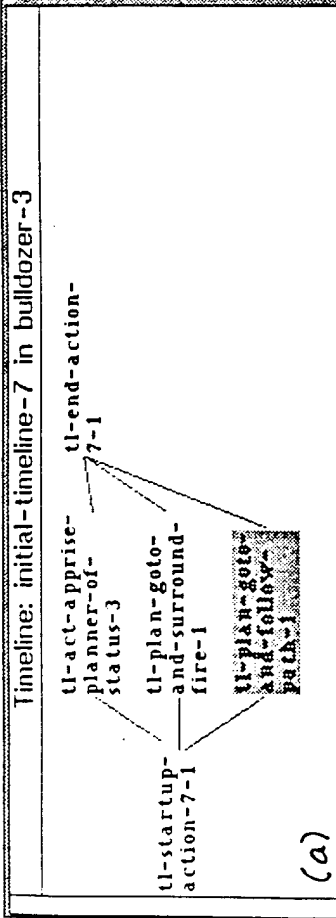 Timeline: initial-timeline-7 in bulldozer-3
tl-act-apprise-
planner-of-
status-3
tl-end-action-
7-1
tl-startup-
action-7-1
tl-plan-goto-
and-surround-
fire-1
tl-plan-goto-
and-follow-
path-1
(a)